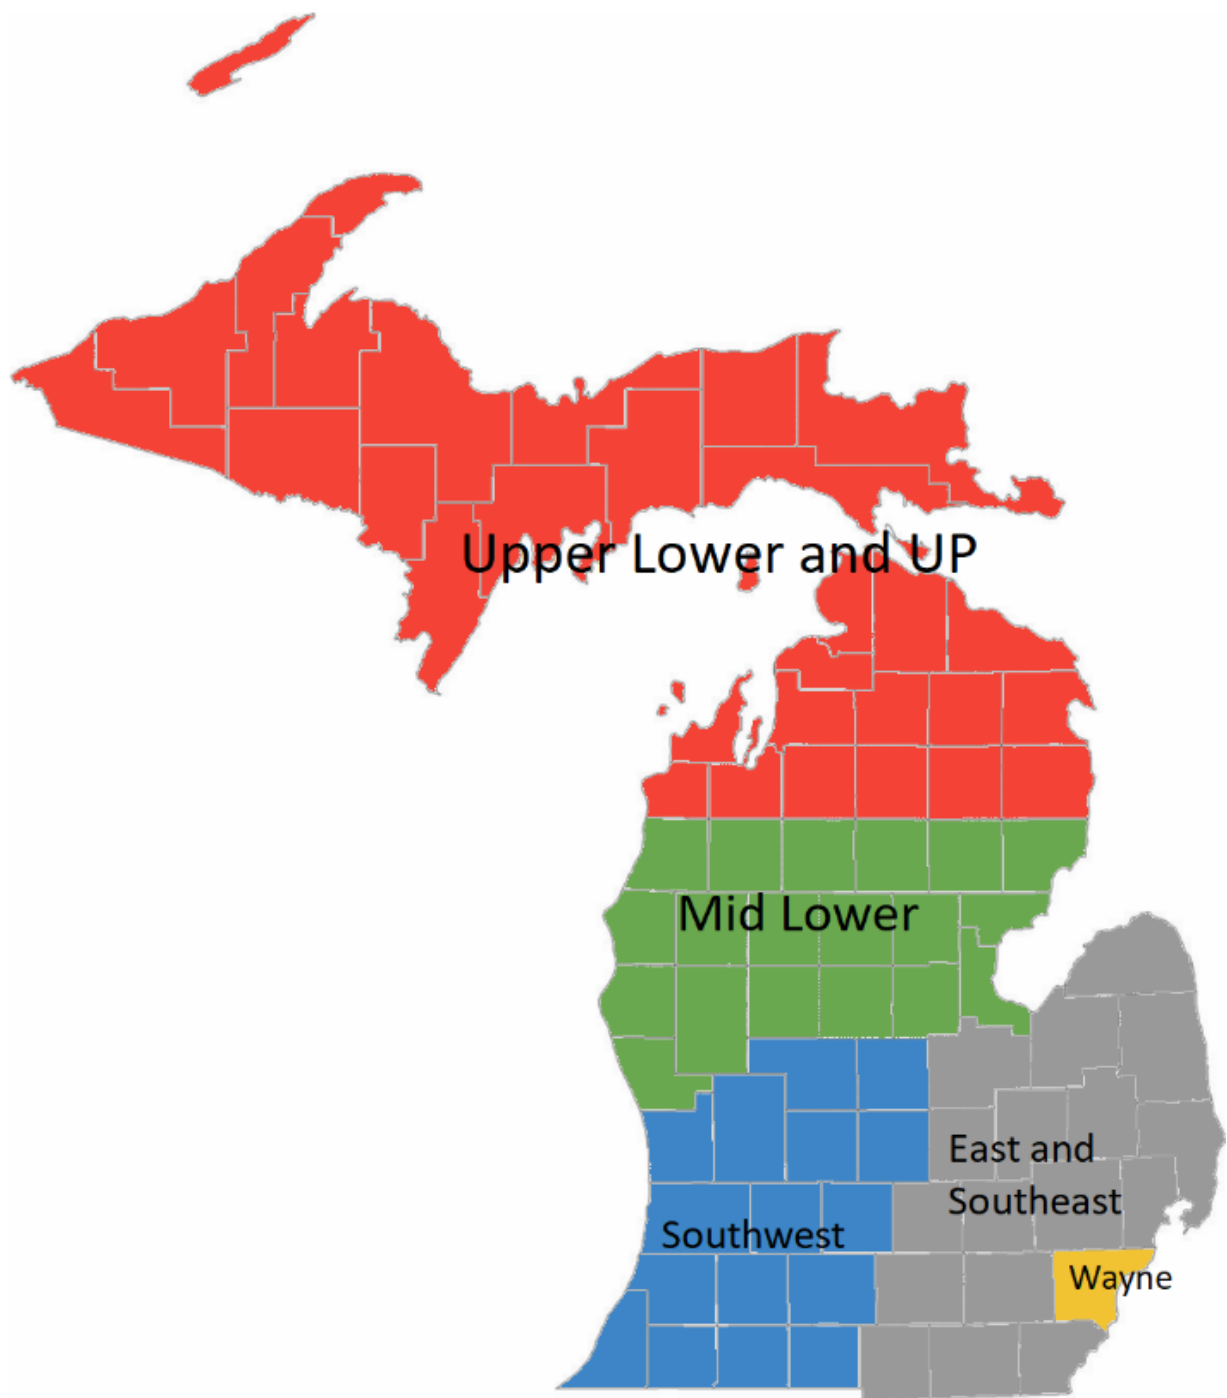 Upper Lower and UP
Mid Lower
East and
Southeast
Southwest
Wayne